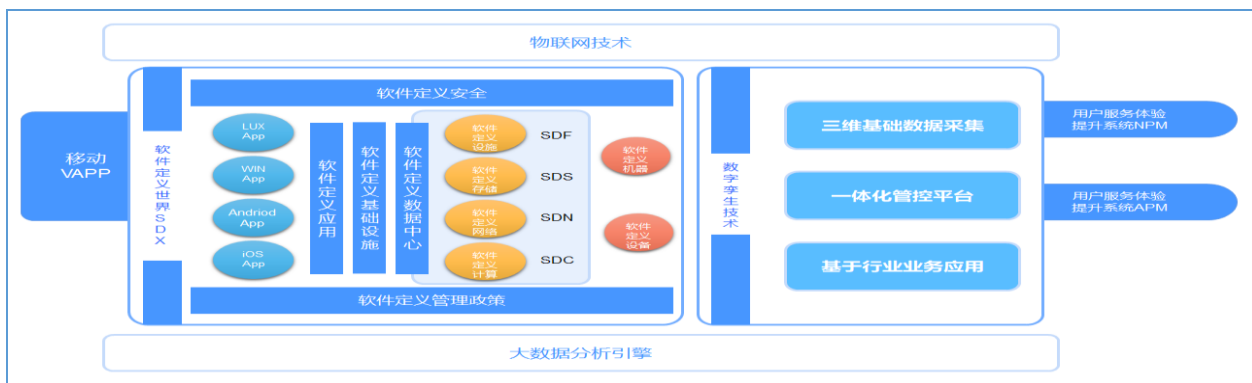 物联网技术
移动
VAPP
软件定义世界SDX
软件定义安全
LUX
App
WIN
App
Andriod
App
iOS
App
软件定义应用
软件定义基础设施
软件定义数据中心
软件
定义
设施
SDF
软件
定义
存储
SDS
软件
定义
网络
SDN
软件
定义
计算
SDC
软件
定义
机器
软件
定义
设备
软件定义管理政策
数字孪生技术
三维基础数据采集
一体化管控平台
基于行业业务应用
用户服务体验
提升系统NPM
用户服务体验
提升系统APM
大数据分析引擎